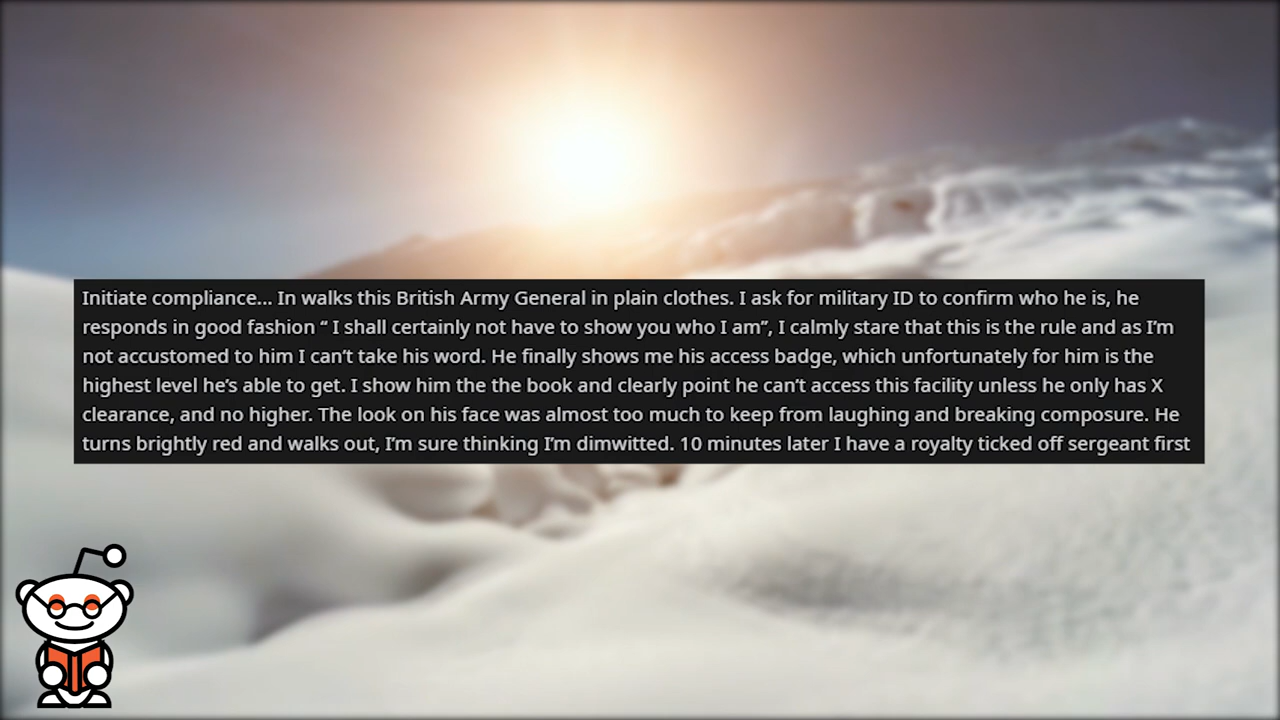 Initiate compliance... In walks this British Army General in plain clothes. I ask for military ID to confirm who he is, he
responds in good fashion “ I shall certainly not have to show you who I am”, I calmly stare that this is the rule and as I’m
not accustomed to him I can’t take his word. He finally shows me his access badge, which unfortunately for him is the
highest level he’s able to get. I show him the the book and clearly point he can’t access this facility unless he only has X
clearance, and no higher. The look on his face was almost too much to keep from laughing and breaking composure. He
turns brightly red and walks out, I’m sure thinking I’m dimwitted. 10 minutes later I have a royalty ticked off sergeant first